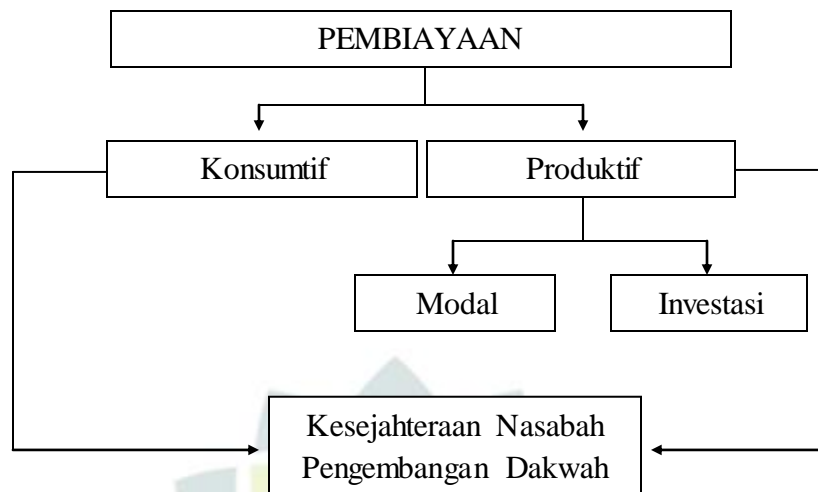 PEMBIAYAAN
Konsumtif
Produktif
Modal
Investasi
Kesejahteraan Nasabah
Pengembangan Dakwah